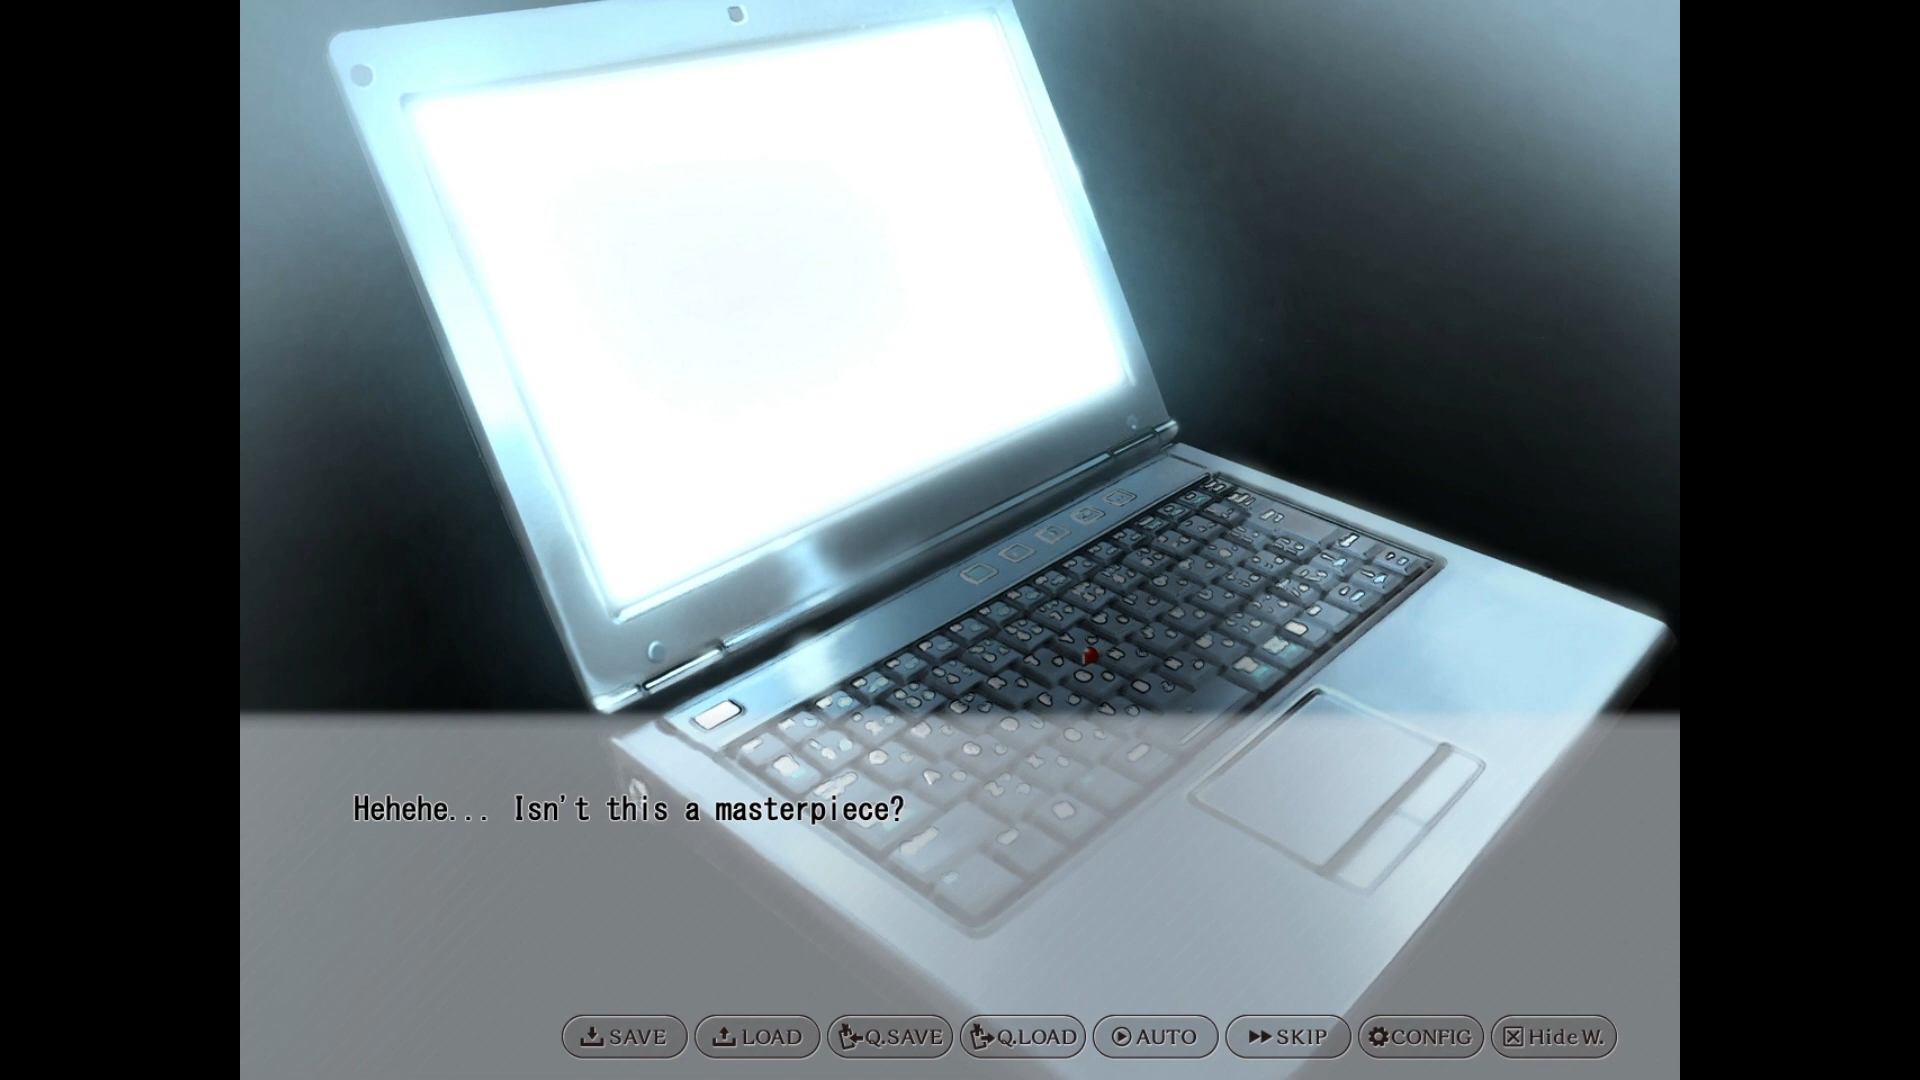 Hehehe... Isn't this a masterpiece?
SAVE LOAD Q.SAVE Q.LOAD AUTO SKIP CONFIG Hide W.